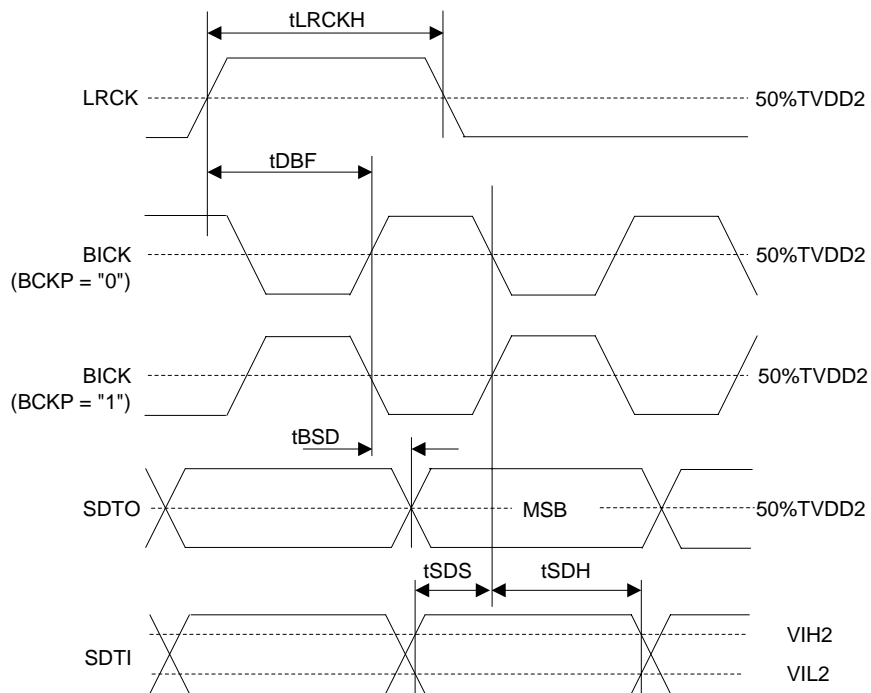 tLRCKH
LRCK
50%TVDD2
tDBF
BICK
(BCKP = "0")
50%TVDD2
BICK
(BCKP = "1")
50%TVDD2
tBSD
SDTO
MSB
50%TVDD2
tSDS
tSDH
SDTI
VIH2
VIL2